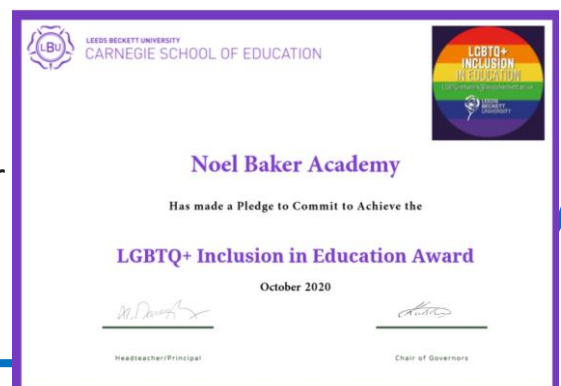 LBU
LEEDS BECKETT UNIVERSITY
CARNEGIE SCHOOL OF EDUCATION
LGBTQ+
INCLUSION
IN EDUCATION
LEEDS
BECKETT
UNIVERSITY
Noel Baker Academy
Has made a Pledge to Commit to Achieve the
LGBTQ+ Inclusion in Education Award
October 2020
Headteacher/Principal
Chair of Governors